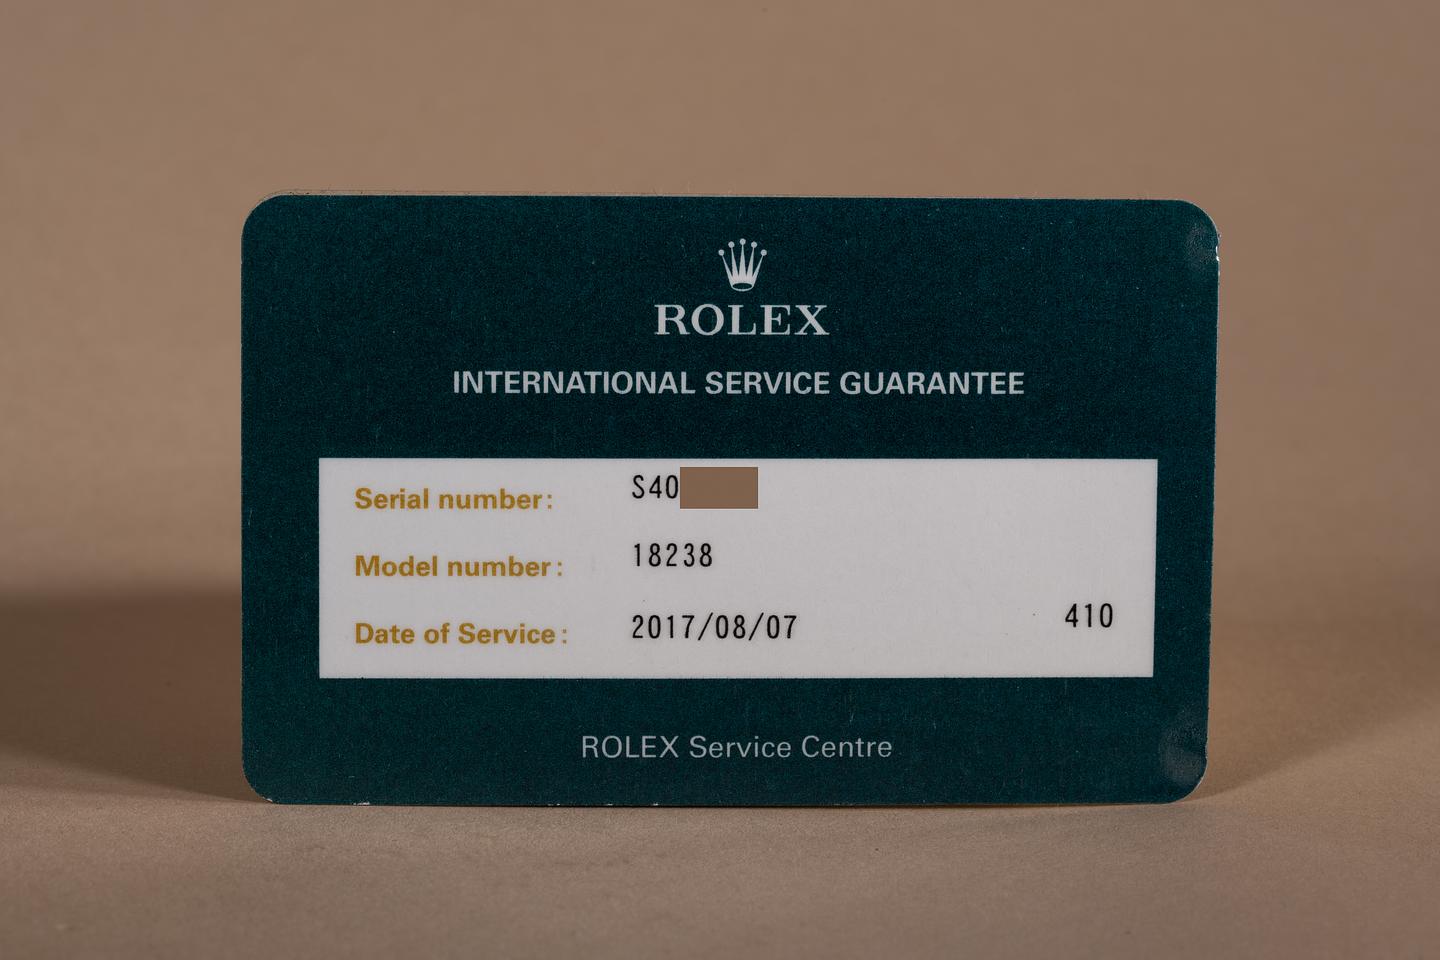 ROLEX
INTERNATIONAL SERVICE GUARANTEE
Serial number: S40
Model number: 18238
Date of Service: 2017/08/07 410
ROLEX Service Centre